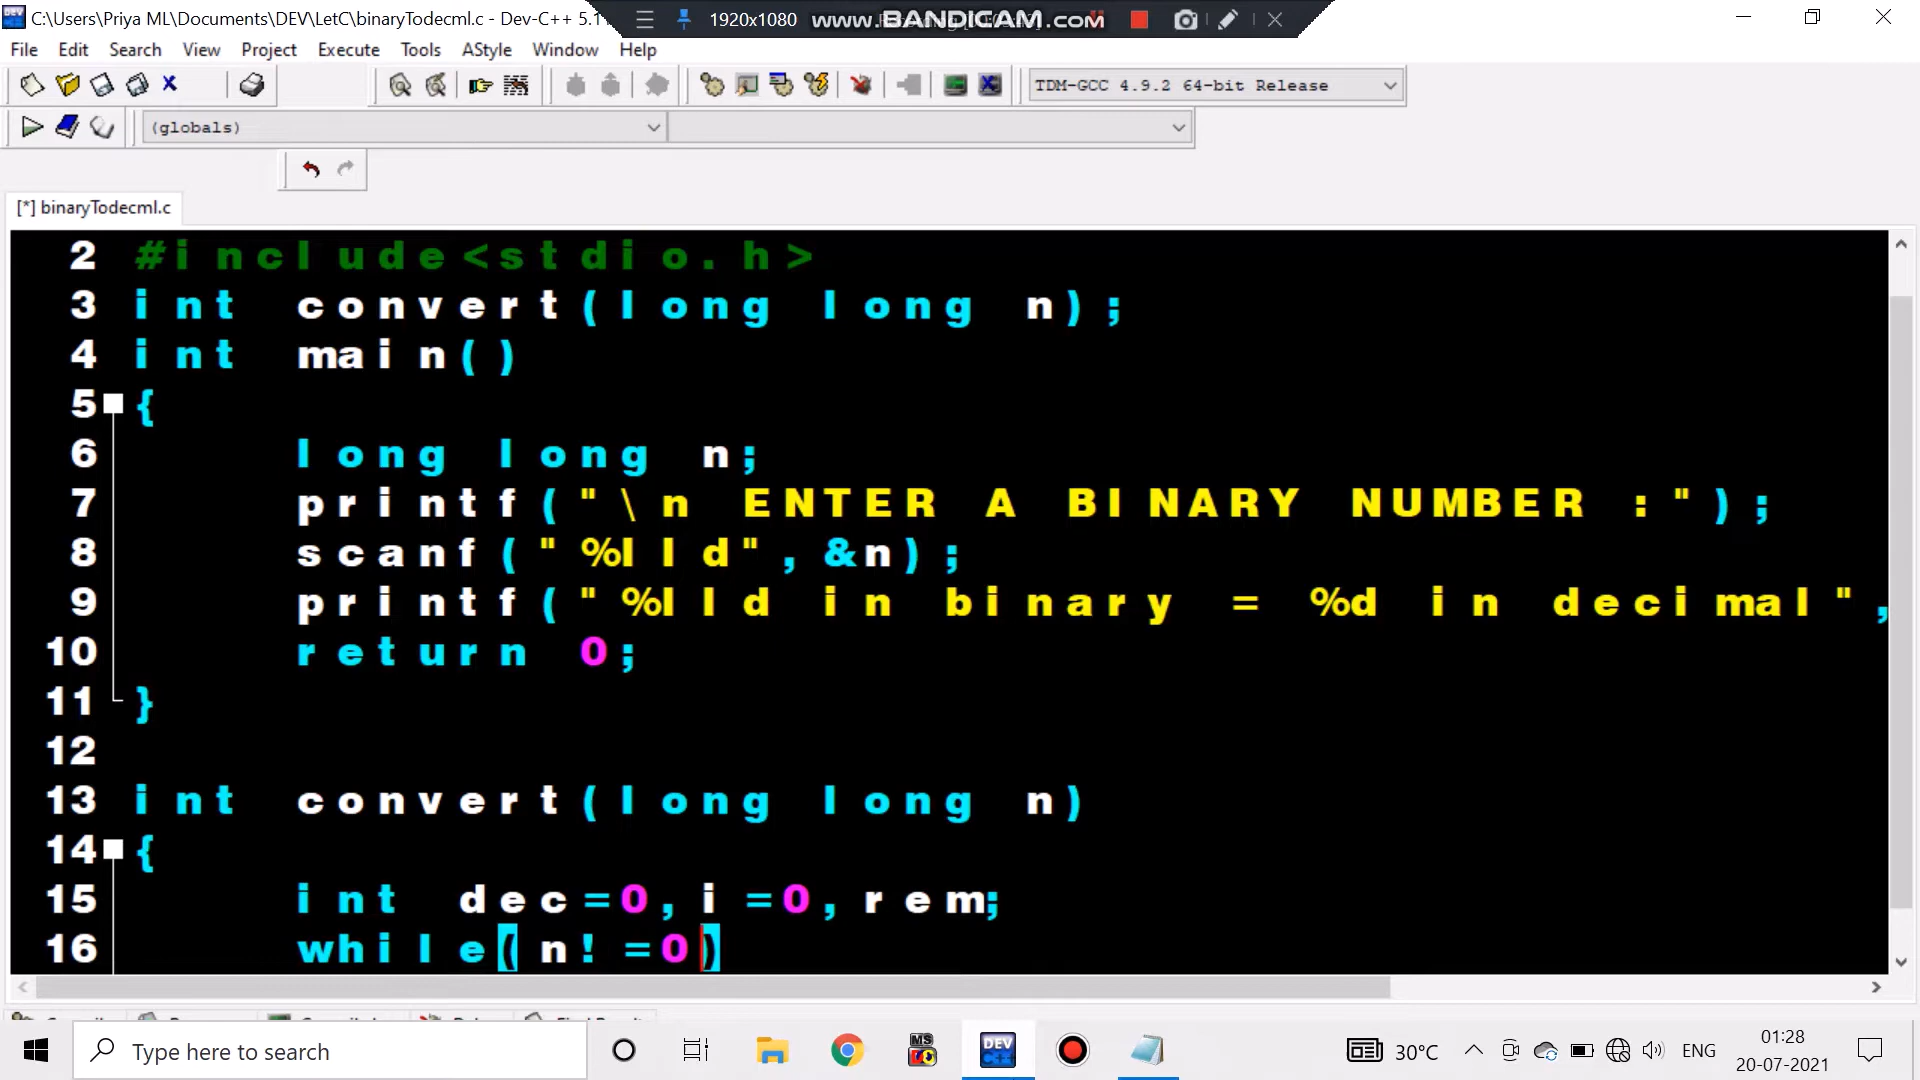 C:\Users\Priya ML\Documents\DEV\LetC\binaryTodecml.c - Dev-C++ 5.11
1920x1080
www.BANDICAM.com
File Edit Search View Project Execute Tools AStyle Window Help
TDM-GCC 4.9.2 64-bit Release
(globals)
[*] binaryTodecml.c
2 #include<stdio.h>
3 int convert(long long n);
4 int main()
5 {
6 long long n;
7 printf("\n ENTER A BINARY NUMBER :");
8 scanf("%lld",&n);
9 printf("%lld in binary = %d in decimal",
10 return 0;
11 }
12
13 int convert(long long n)
14 {
15 int dec=0,i=0,rem;
16 while(n!=0)
Type here to search
30°C
ENG
01:28
20-07-2021